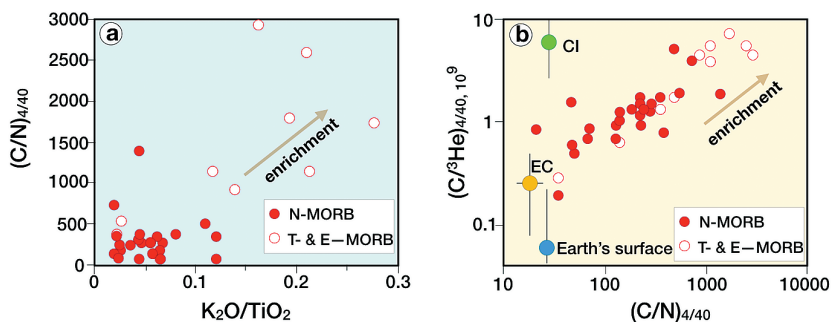 a
3000
2500
2000
1500
1000
500
0
(C/N)4/40
enrichment
N-MORB
T- & E—MORB
0
0.1
0.2
0.3
K2O/TiO2
b
10
1
0.1
(C/3He)4/40, 10^9
CI
EC
Earth's surface
enrichment
N-MORB
T- & E—MORB
10
100
1000
10000
(C/N)4/40